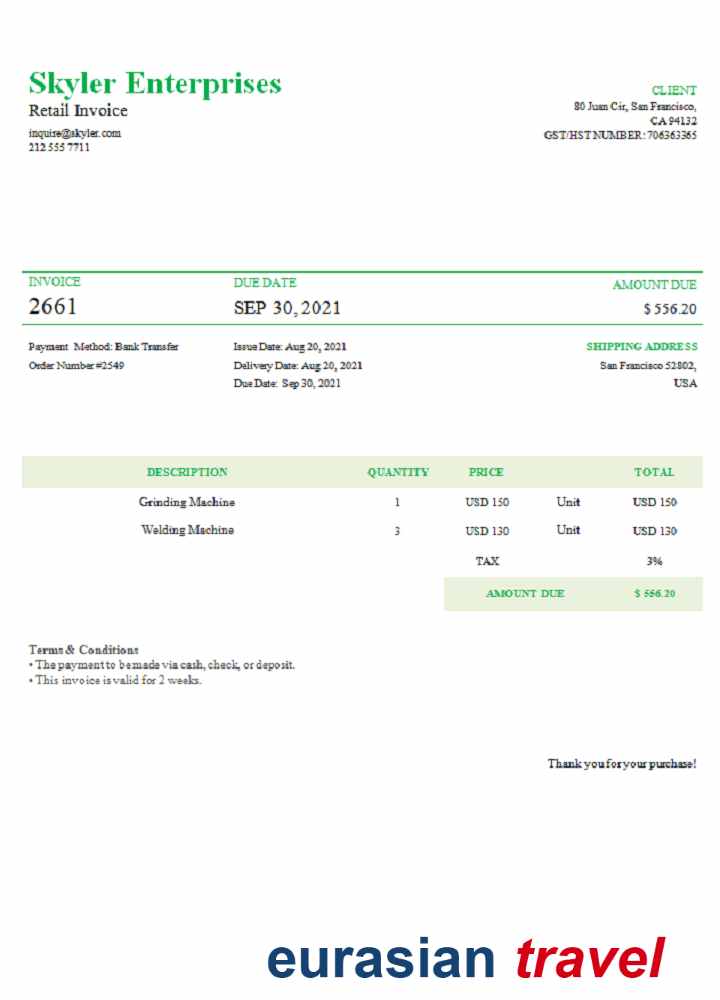 Skyler Enterprises
Retail Invoice
inquire@skyler.com
212 555 7711
CLIENT
80 Juan Cir, San Francisco,
CA 94132
GST/HST NUMBER: 706363365
INVOICE
2661
DUE DATE
SEP 30, 2021
AMOUNT DUE
$ 556.20
Payment Method: Bank Transfer
Order Number #2549
Issue Date: Aug 20, 2021
Delivery Date: Aug 20, 2021
Due Date: Sep 30, 2021
SHIPPING ADDRESS
San Francisco 52802,
USA
DESCRIPTION QUANTITY PRICE TOTAL
Grinding Machine 1 USD 150 Unit USD 150
Welding Machine 3 USD 130 Unit USD 130
TAX 3%
AMOUNT DUE $ 556.20
Terms & Conditions
• The payment to be made via cash, check, or deposit.
• This invoice is valid for 2 weeks.
Thank you for your purchase!
eurasian travel